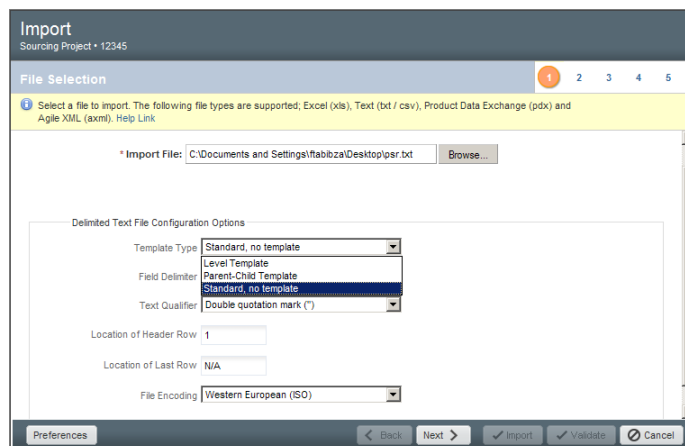 Import
Sourcing Project • 12345
File Selection
1 2 3 4 5
Select a file to import. The following file types are supported; Excel (xls), Text (txt / csv), Product Data Exchange (pdx) and
Agile XML (axml). Help Link
* Import File: C:\Documents and Settings\ftabibza\Desktop\psr.txt Browse...
Delimited Text File Configuration Options
Template Type Standard, no template
Level Template
Field Delimiter Parent-Child Template
Standard, no template
Text Qualifier Double quotation mark (")
Location of Header Row 1
Location of Last Row N/A
File Encoding Western European (ISO)
Preferences Back Next Import Validate Cancel